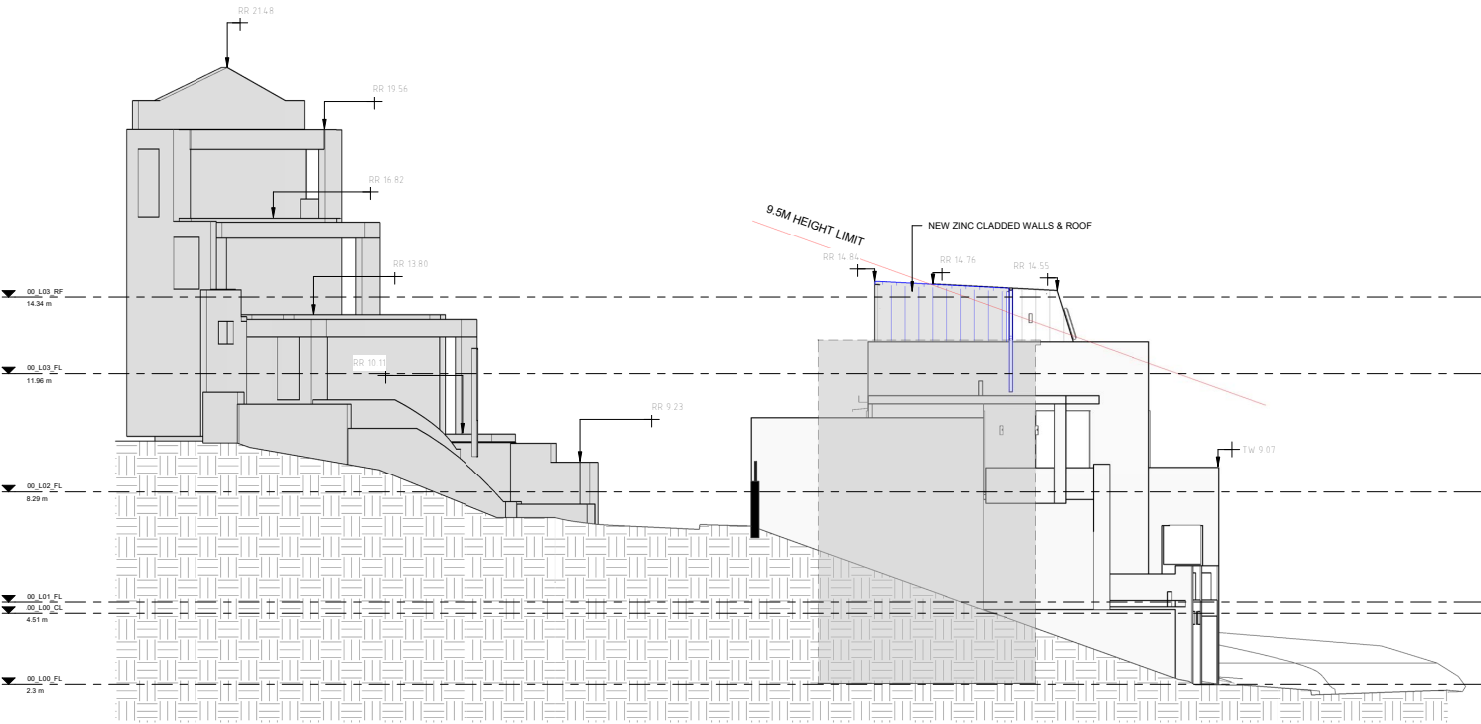 RR 21.48
RR 19.56
RR 16.82
9.5M HEIGHT LIMIT
NEW ZINC CLADDED WALLS & ROOF
RR 14.84
RR 14.76
RR 14.55
RR 13.80
00_L03_RF
14.34 m
RR 10.11
00_L03_FL
11.96 m
RR 9.23
TW 9.07
00_L02_FL
8.29 m
00_L01_FL
00_L00_CL
4.51 m
00_L00_FL
2.3 m